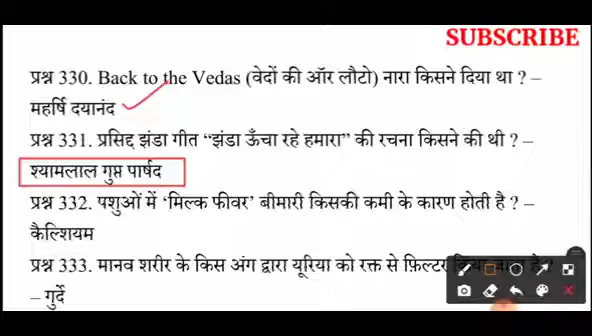 SUBSCRIBE
प्रश्न 330. Back to the Vedas (वेदों की ऑर लौटो) नारा किसने दिया था ? –
महर्षि दयानंद
प्रश्न 331. प्रसिद्द झंडा गीत “झंडा ऊँचा रहे हमारा” की रचना किसने की थी ? –
श्यामलाल गुप्त पार्षद
प्रश्न 332. पशुओं में ‘मिल्क फीवर’ बीमारी किसकी कमी के कारण होती है ? –
कैल्शियम
प्रश्न 333. मानव शरीर के किस अंग द्वारा यूरिया को रक्त से फ़िल्टर किया जाता है ?
– गुर्दे